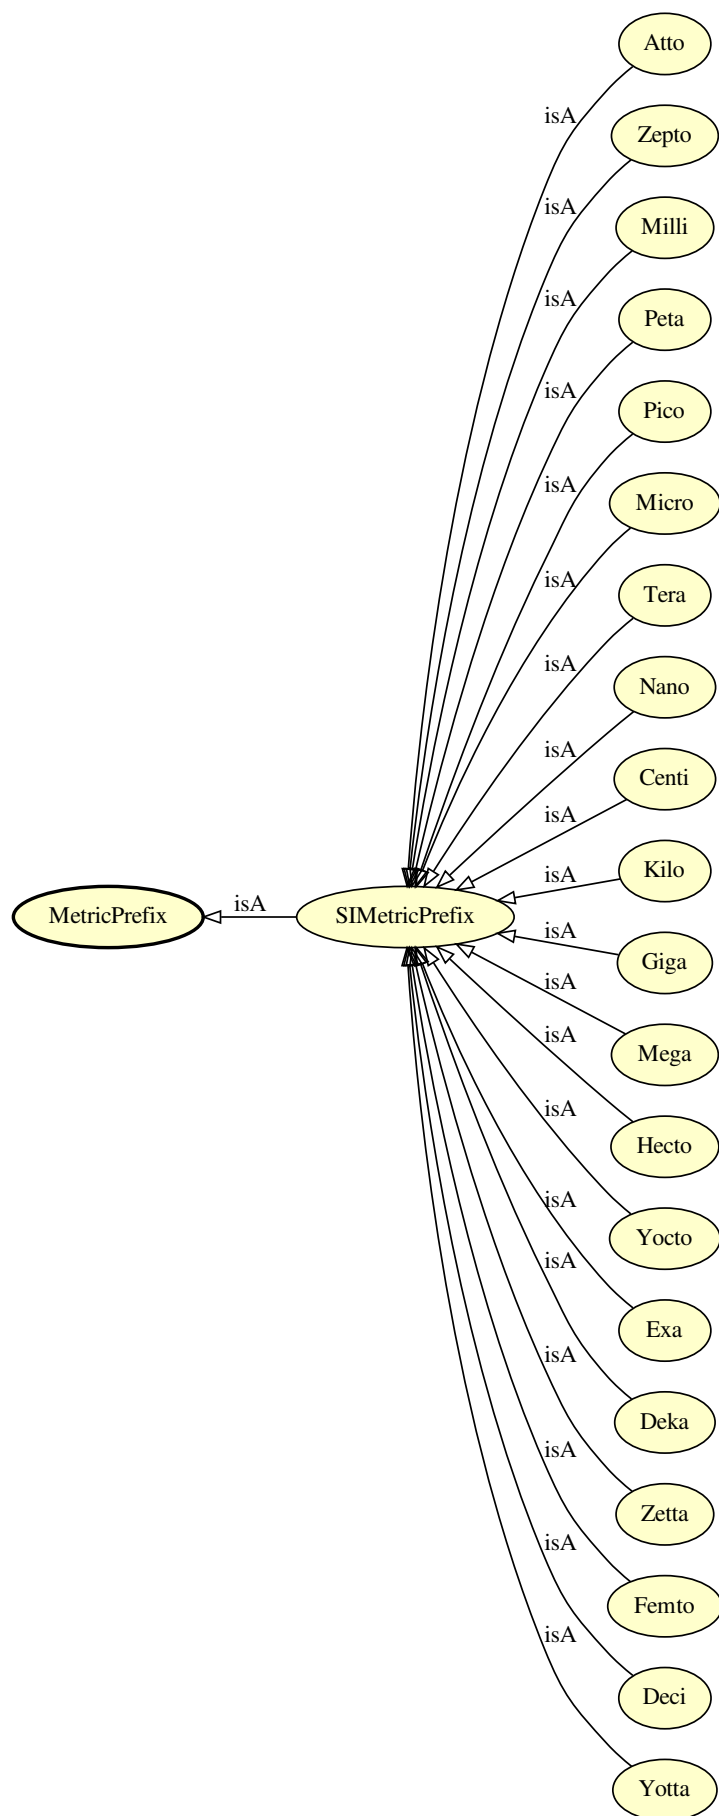 Atto
isA
Zepto
isA
Milli
isA
Peta
isA
Pico
isA
Micro
isA
Tera
isA
Nano
isA
Centi
isA
Kilo
isA
MetricPrefix
isA
SIMetricPrefix
isA
Giga
isA
Mega
isA
Hecto
isA
Yocto
isA
Exa
isA
Deka
isA
Zetta
isA
Femto
isA
Deci
isA
Yotta